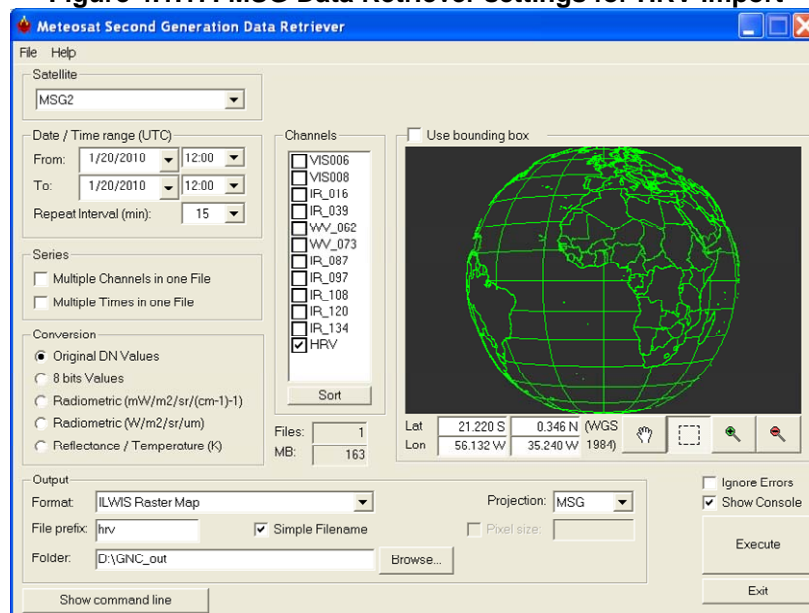 Figure 4.1.7.4 MSG Data Retriever settings for HRV import
Meteosat Second Generation Data Retriever
File Help
Satellite
MSG2
Date / Time range (UTC)
From: 1/20/2010 12:00
To: 1/20/2010 12:00
Repeat Interval (min): 15
Series
Multiple Channels in one File
Multiple Times in one File
Conversion
Original DN Values
8 bits Values
Radiometric (mW/m2/sr/(cm-1)-1)
Radiometric (W/m2/sr/um)
Reflectance / Temperature (K)
Channels
VIS006
VIS008
IR_016
IR_039
WV_062
WV_073
IR_087
IR_097
IR_108
IR_120
IR_134
HRV
Sort
Files: 1
MB: 163
Use bounding box
Lat 21.220 S 0.346 N (WGS
Lon 56.132 W 35.240 W 1984)
Output
Format: ILWIS Raster Map
Projection: MSG
File prefix: hrv
Simple Filename
Pixel size:
Folder: D:\GNC_out
Browse...
Ignore Errors
Show Console
Execute
Show command line
Exit